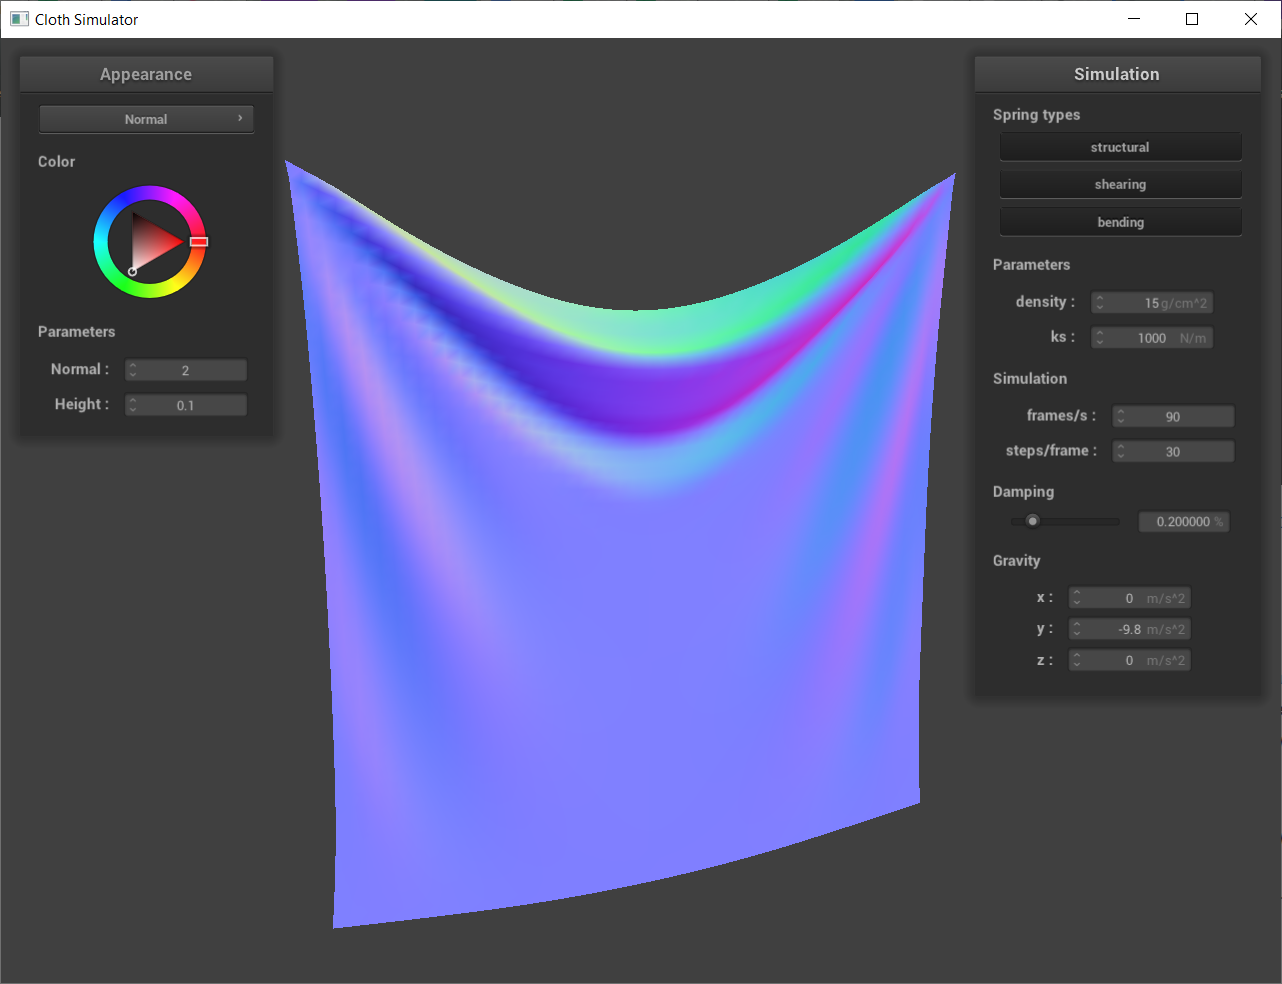 Cloth Simulator
Appearance
Normal
Color
Parameters
Normal : 2
Height : 0.1
Simulation
Spring types
structural
shearing
bending
Parameters
density : 15 g/cm^2
ks : 1000 N/m
Simulation
frames/s : 90
steps/frame : 30
Damping
0.200000 %
Gravity
x : 0 m/s^2
y : -9.8 m/s^2
z : 0 m/s^2